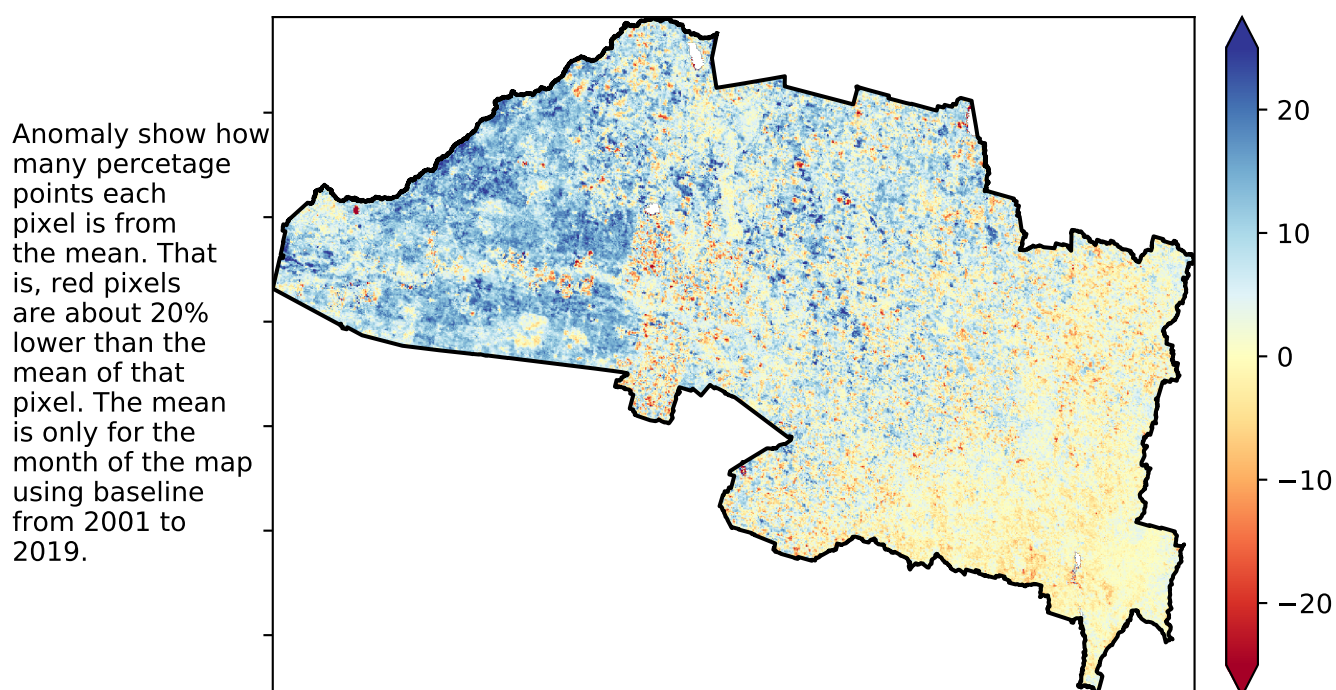 Anomaly show how
many percetage
points each
pixel is from
the mean. That
is, red pixels
are about 20%
lower than the
mean of that
pixel. The mean
is only for the
month of the map
using baseline
from 2001 to
2019.
20
10
0
−10
−20